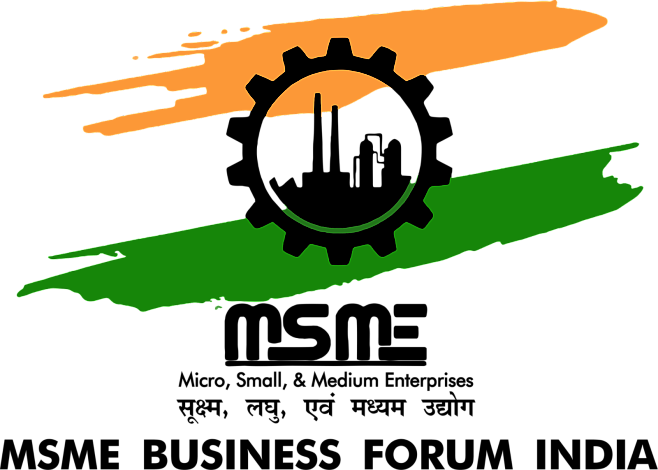 MSME
Micro, Small, & Medium Enterprises
सूक्ष्म, लघु, एवं मध्यम उद्योग
MSME BUSINESS FORUM INDIA